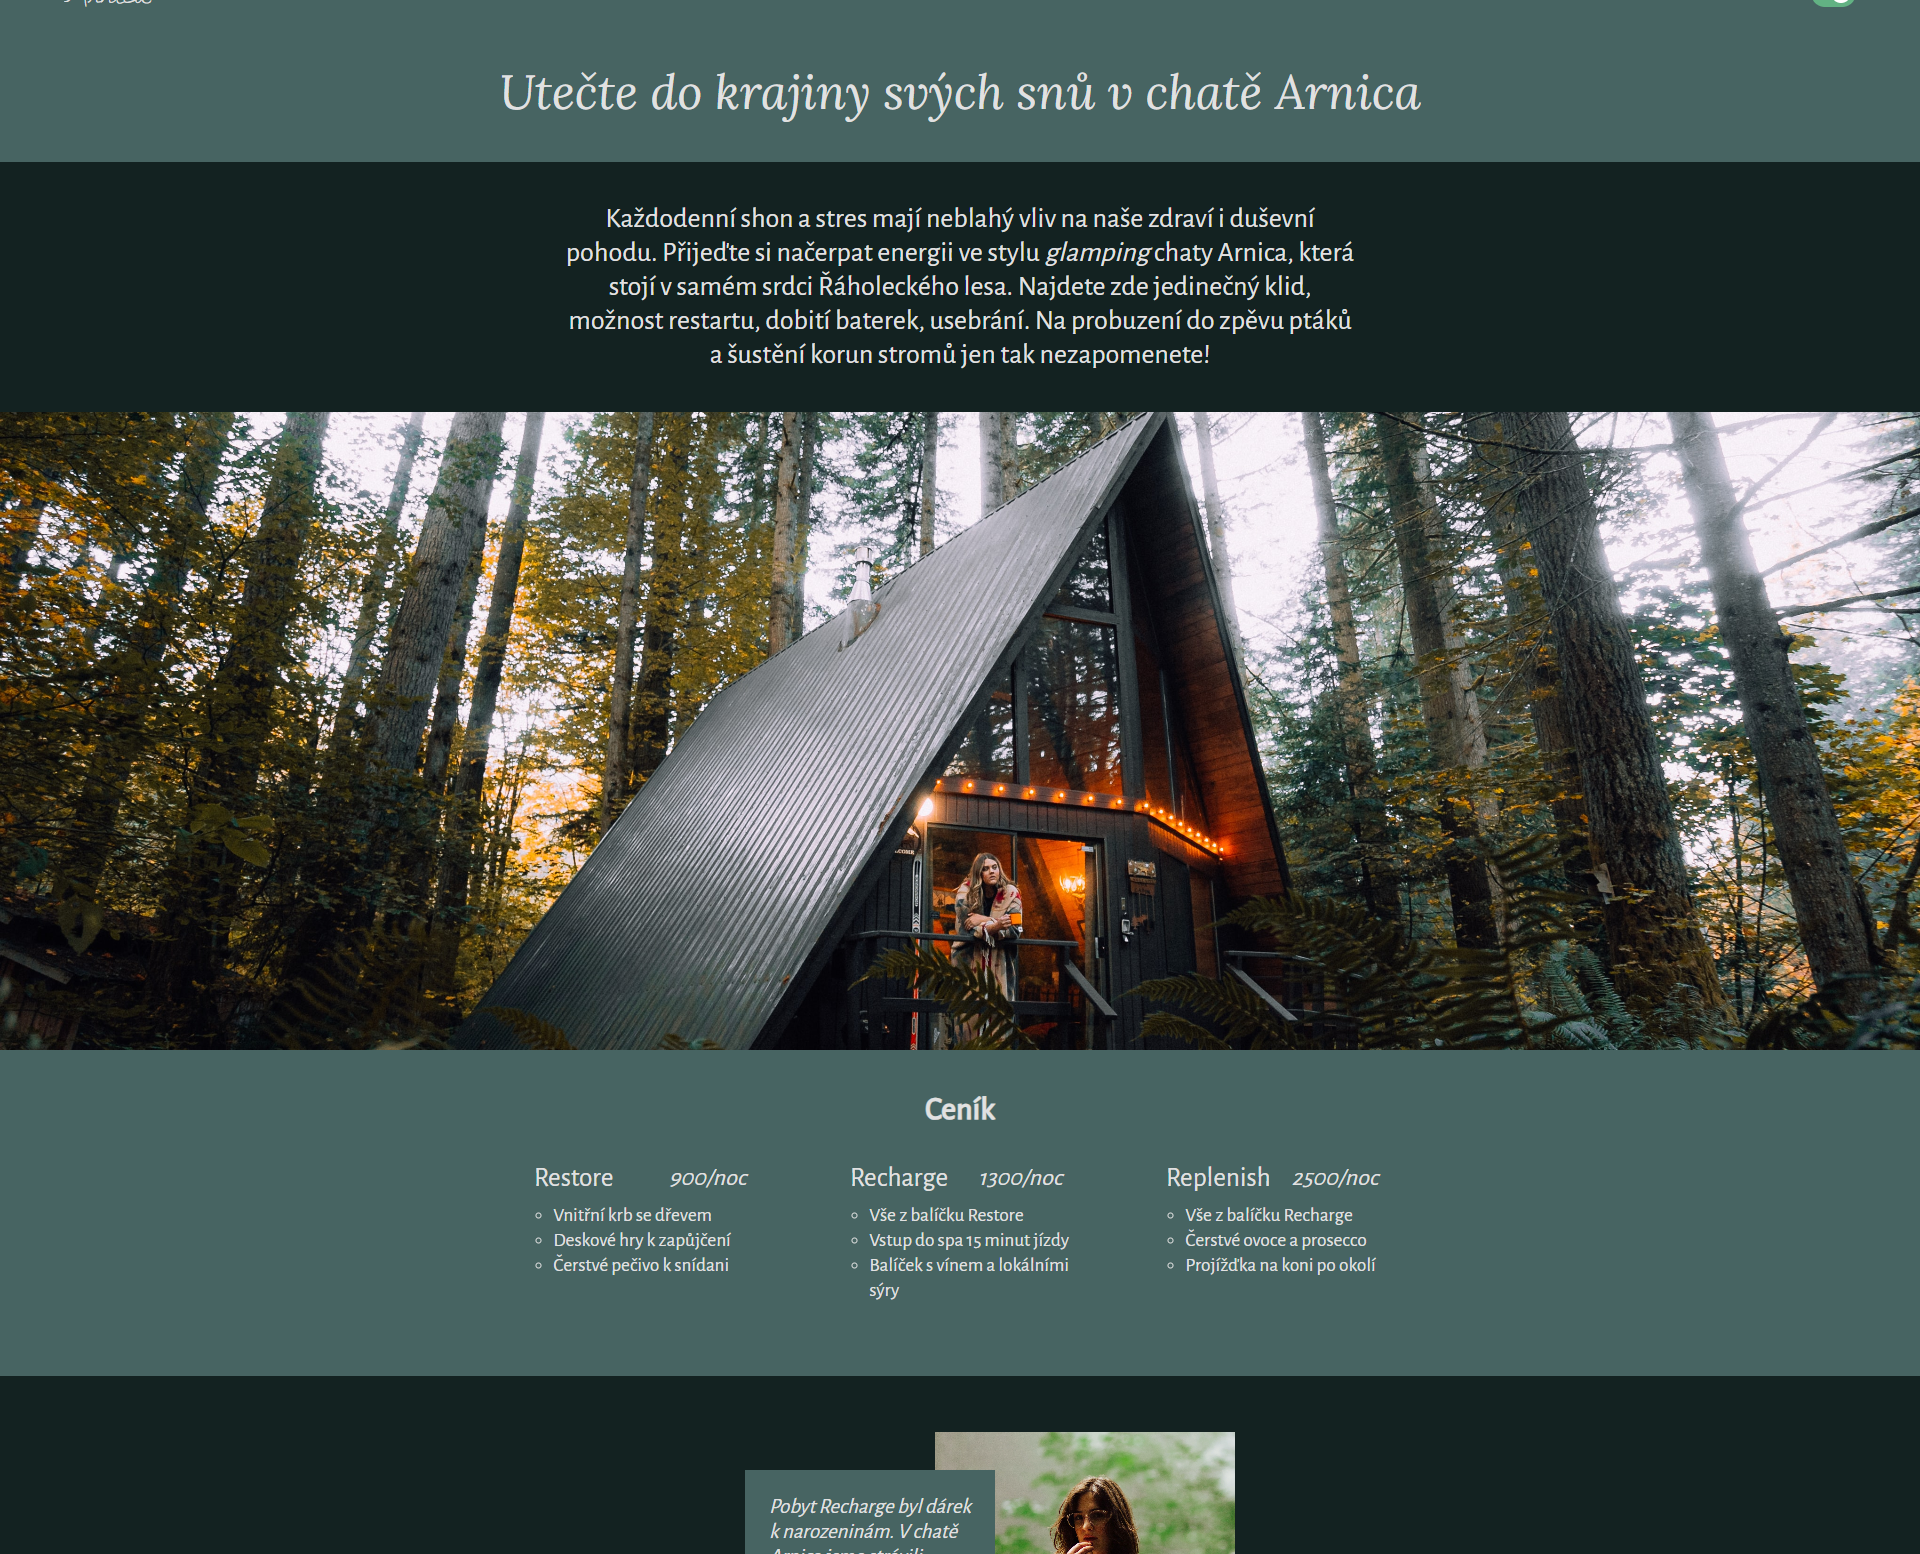 Utečte do krajiny svých snů v chatě Arnica
Každodenní shon a stres mají neblahý vliv na naše zdraví i duševní
pohodu. Přijeďte si načerpat energii ve stylu glamping chaty Arnica, která
stojí v samém srdci Řáholeckého lesa. Najdete zde jedinečný klid,
možnost restartu, dobití baterek, usebrání. Na probuzení do zpěvu ptáků
a šustění korun stromů jen tak nezapomenete!
Ceník
Restore 900/noc
Vnitřní krb se dřevem
Deskové hry k zapůjčení
Čerstvé pečivo k snídani
Recharge 1300/noc
Vše z balíčku Restore
Vstup do spa 15 minut jízdy
Balíček s vínem a lokálními
sýry
Replenish 2500/noc
Vše z balíčku Recharge
Čerstvé ovoce a prosecco
Projížďka na koni po okolí
Pobyt Recharge byl dárek
k narozeninám. V chatě